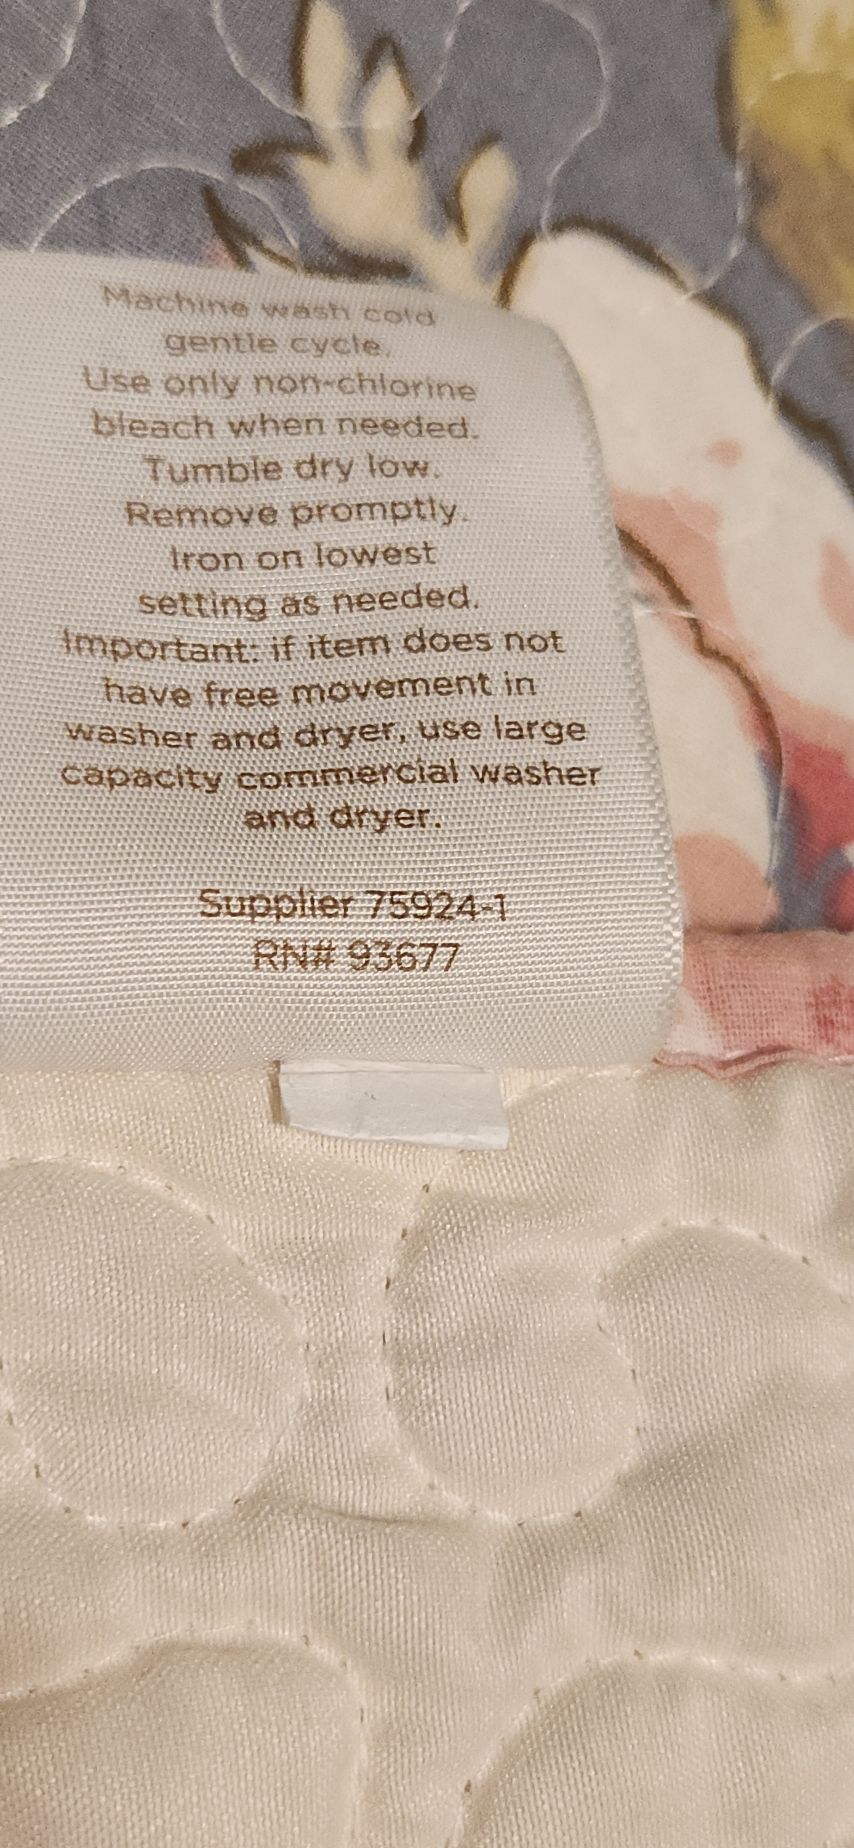 Machine wash cold
gentle cycle.
Use only non-chlorine
bleach when needed.
Tumble dry low.
Remove promptly.
Iron on lowest
setting as needed.
Important: if item does not
have free movement in
washer and dryer, use large
capacity commercial washer
and dryer.
Supplier 75924-1
RN# 93677